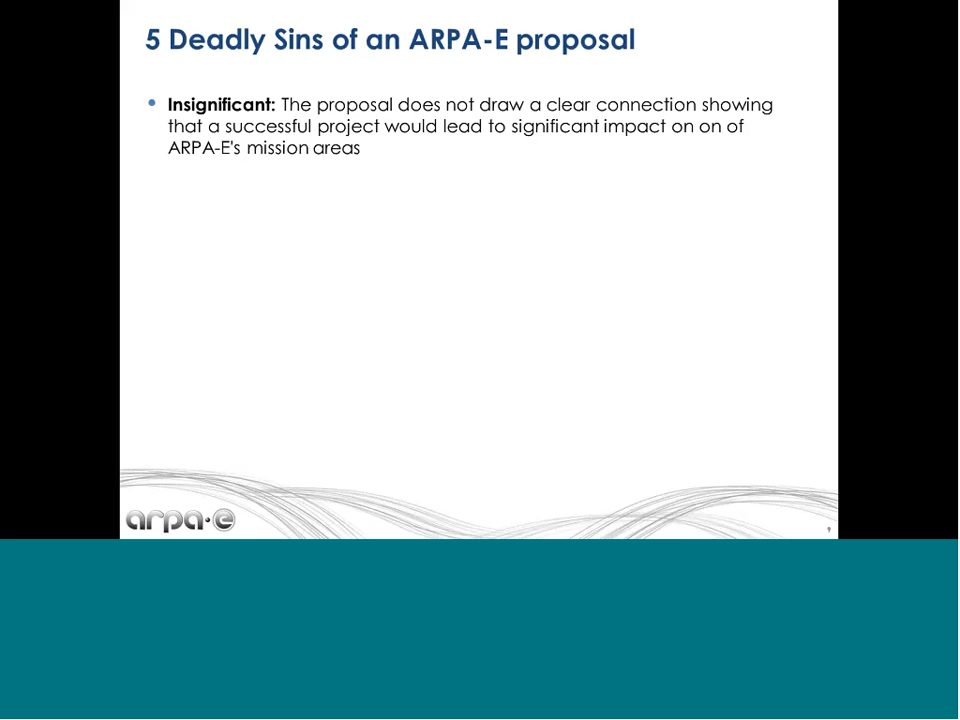 5 Deadly Sins of an ARPA-E proposal
• Insignificant: The proposal does not draw a clear connection showing
that a successful project would lead to significant impact on on of
ARPA-E's mission areas
arpa·e
9